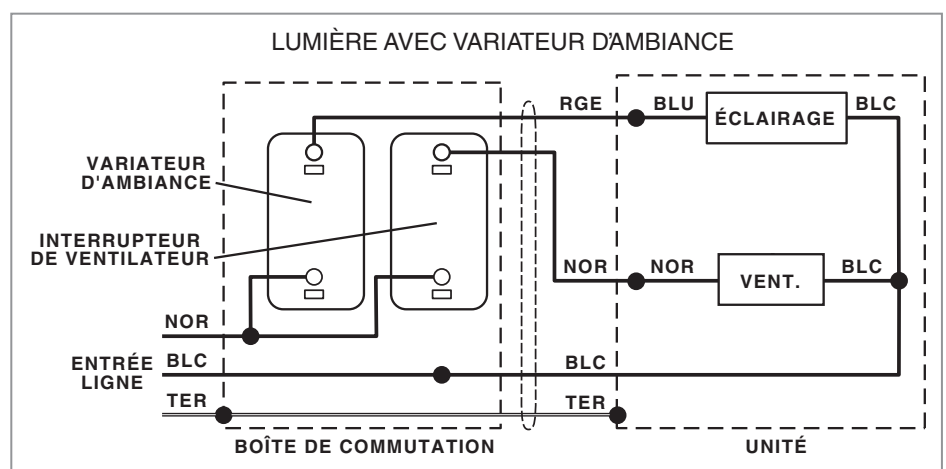 LUMIÈRE AVEC VARIATEUR D'AMBIANCE
RGE
BLU
ÉCLAIRAGE
BLC
VARIATEUR
D'AMBIANCE
INTERRUPTEUR
DE VENTILATEUR
NOR
NOR
VENT.
BLC
NOR
ENTRÉE
LIGNE
BLC
BLC
TER
TER
BOÎTE DE COMMUTATION
UNITÉ